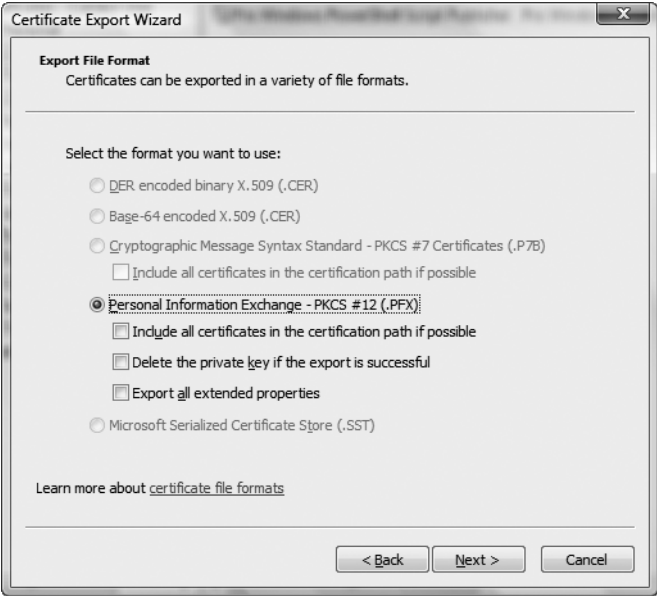 Certificate Export Wizard
Export File Format
Certificates can be exported in a variety of file formats.
Select the format you want to use:
DER encoded binary X.509 (.CER)
Base-64 encoded X.509 (.CER)
Cryptographic Message Syntax Standard - PKCS #7 Certificates (.P7B)
Include all certificates in the certification path if possible
Personal Information Exchange - PKCS #12 (.PFX)
Include all certificates in the certification path if possible
Delete the private key if the export is successful
Export all extended properties
Microsoft Serialized Certificate Store (.SST)
Learn more about certificate file formats
< Back Next > Cancel